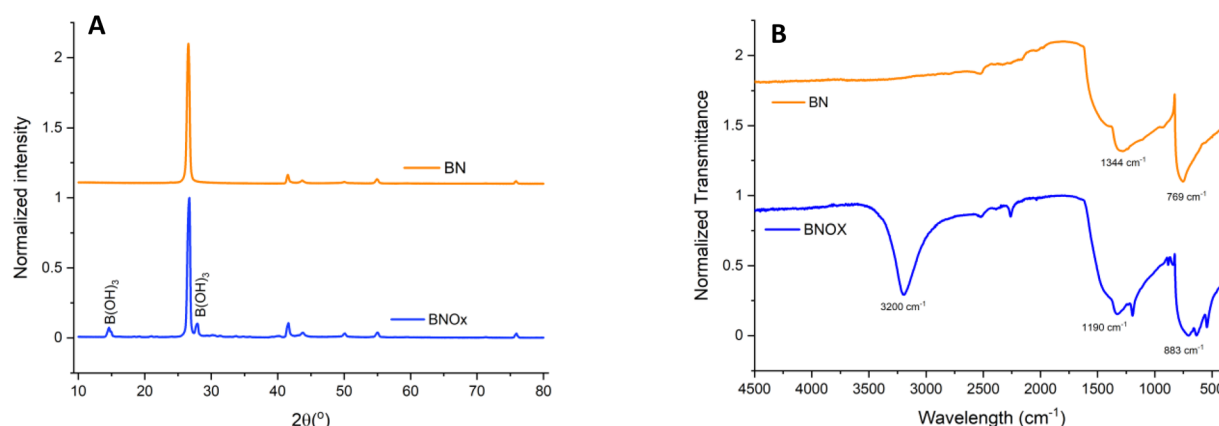 A
Normalized intensity
2
1.5
1
0.5
0
BN
B(OH)3
B(OH)3
BNOx
10 20 30 40 50 60 70 80
2θ(o)
B
Normalized Transmittance
2
1.5
1
0.5
0
BN
1344 cm-1
769 cm-1
BNOX
3200 cm-1
1190 cm-1
883 cm-1
4500 4000 3500 3000 2500 2000 1500 1000 500
Wavelength (cm-1)